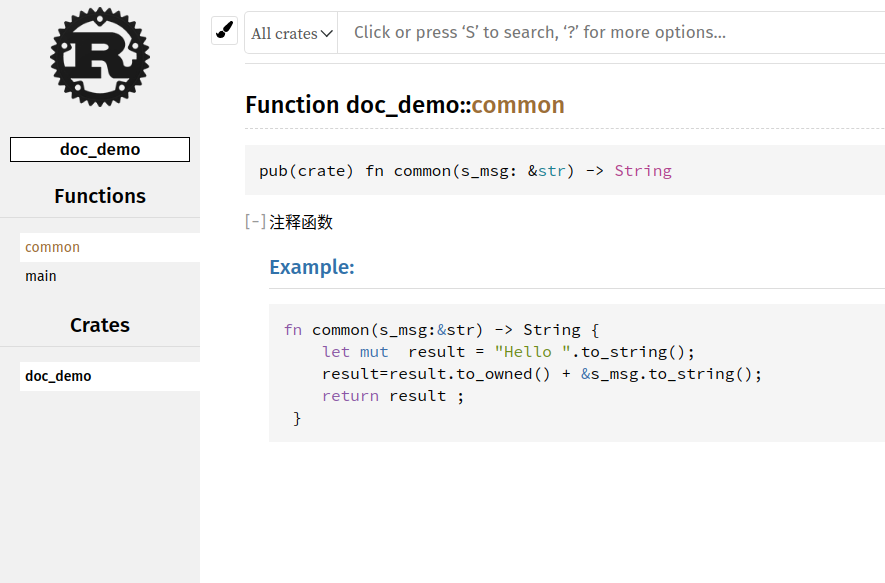 R
doc_demo
Functions
common
main
Crates
doc_demo
All crates
Click or press ‘S’ to search, ‘?’ for more options...
Function doc_demo::common
pub(crate) fn common(s_msg: &str) -> String
[-] 注释函数
Example:
fn common(s_msg:&str) -> String {
    let mut  result = "Hello ".to_string();
    result=result.to_owned() + &s_msg.to_string();
    return result ;
 }